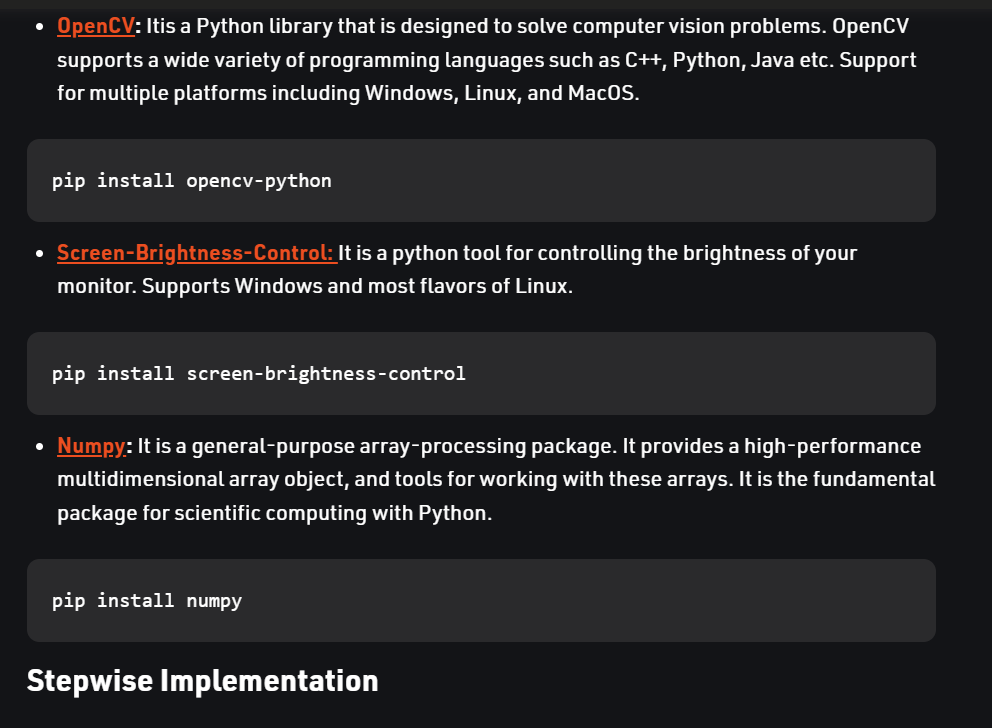 • OpenCV: Itis a Python library that is designed to solve computer vision problems. OpenCV
supports a wide variety of programming languages such as C++, Python, Java etc. Support
for multiple platforms including Windows, Linux, and MacOS.
pip install opencv-python
• Screen-Brightness-Control: It is a python tool for controlling the brightness of your
monitor. Supports Windows and most flavors of Linux.
pip install screen-brightness-control
• Numpy: It is a general-purpose array-processing package. It provides a high-performance
multidimensional array object, and tools for working with these arrays. It is the fundamental
package for scientific computing with Python.
pip install numpy
Stepwise Implementation